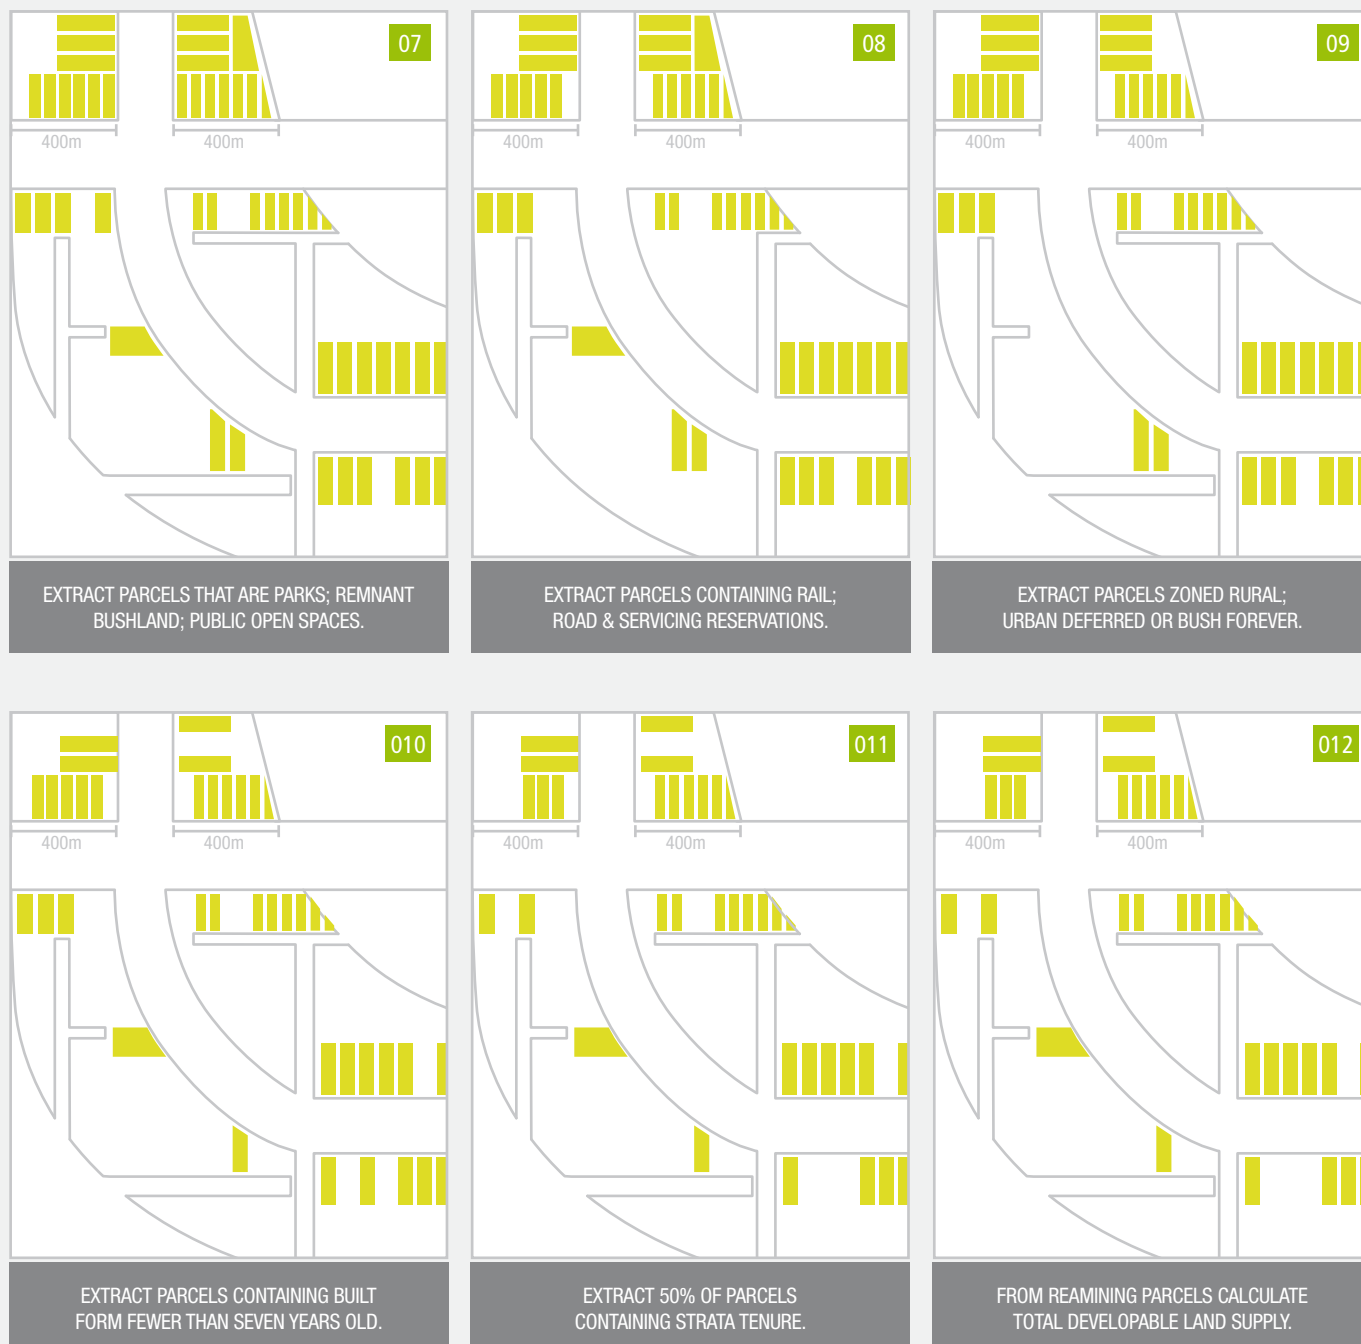 07
400m
400m
EXTRACT PARCELS THAT ARE PARKS; REMNANT
BUSHLAND; PUBLIC OPEN SPACES.
08
400m
400m
EXTRACT PARCELS CONTAINING RAIL;
ROAD & SERVICING RESERVATIONS.
09
400m
400m
EXTRACT PARCELS ZONED RURAL;
URBAN DEFERRED OR BUSH FOREVER.
010
400m
400m
EXTRACT PARCELS CONTAINING BUILT
FORM FEWER THAN SEVEN YEARS OLD.
011
400m
400m
EXTRACT 50% OF PARCELS
CONTAINING STRATA TENURE.
012
400m
400m
FROM REAMINING PARCELS CALCULATE
TOTAL DEVELOPABLE LAND SUPPLY.